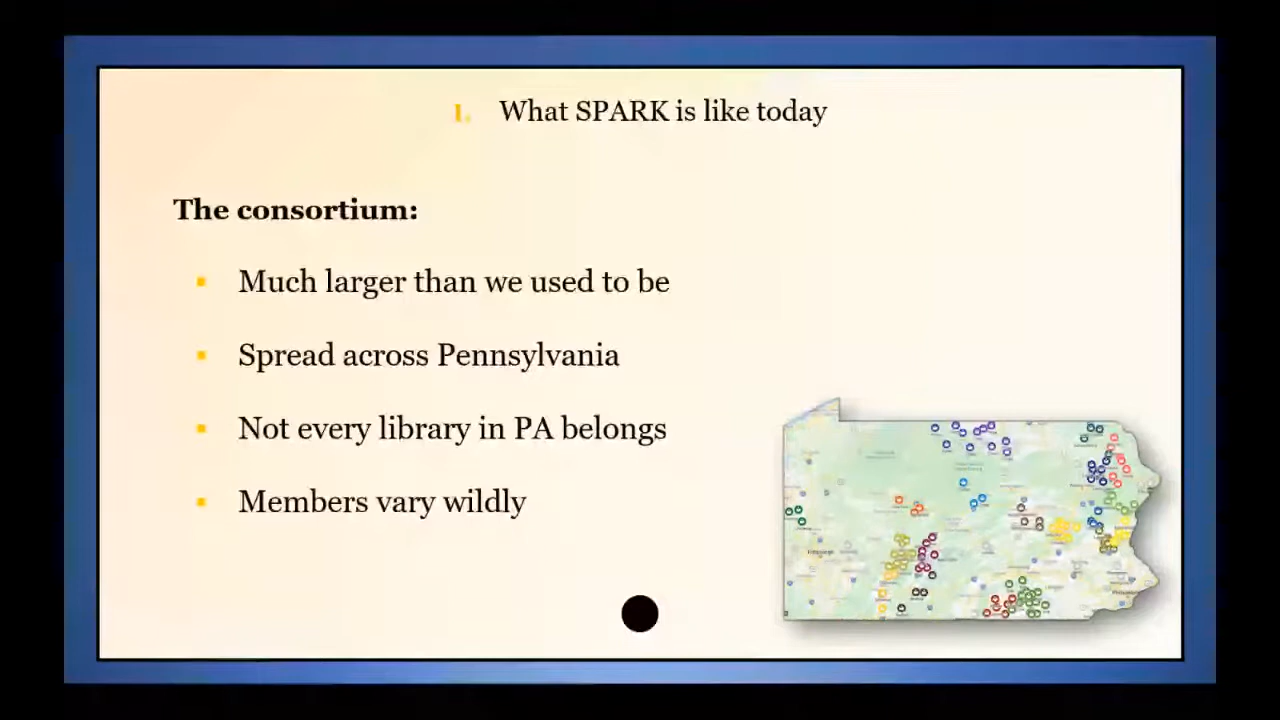 1. What SPARK is like today
The consortium:
Much larger than we used to be
Spread across Pennsylvania
Not every library in PA belongs
Members vary wildly